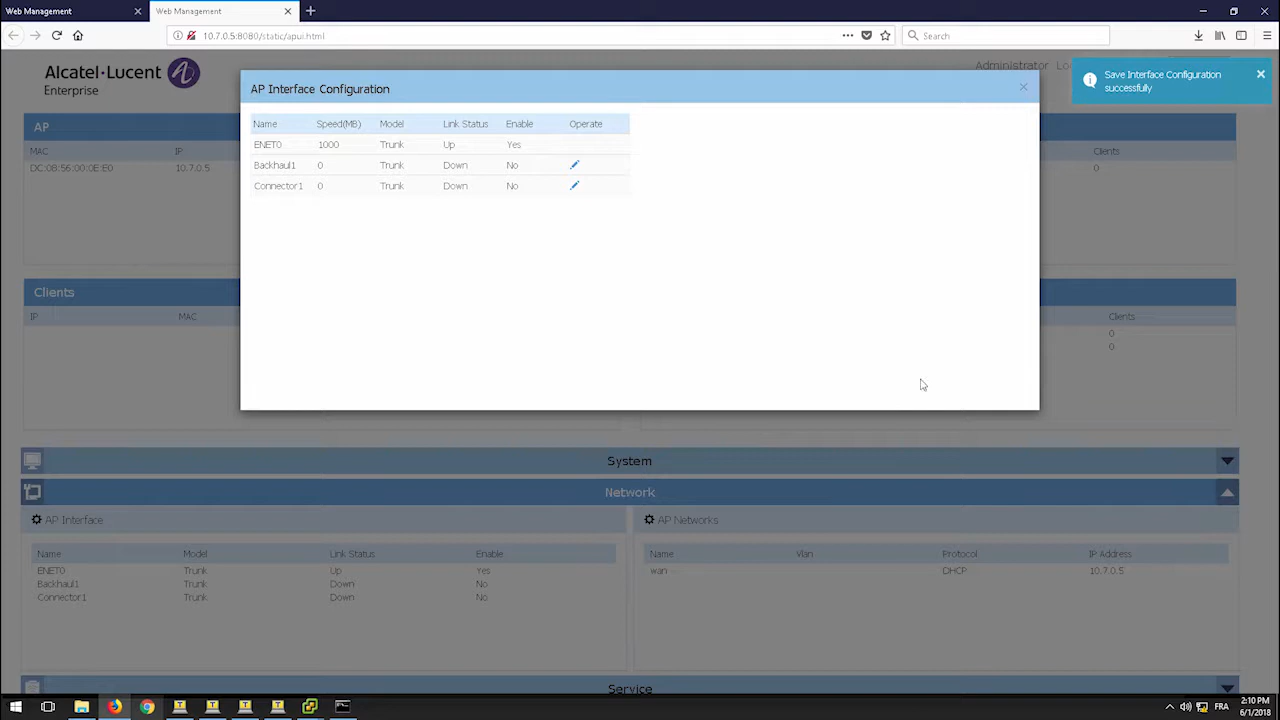 Web Management
Web Management
10.7.0.5:8080/static/apui.html
Search
Alcatel·Lucent
Enterprise
Administrator Lo
Save Interface Configuration
successfully
AP Interface Configuration
Name Speed(MB) Model Link Status Enable Operate
ENET0 1000 Trunk Up Yes
Backhaul1 0 Trunk Down No
Connector1 0 Trunk Down No
AP
MAC IP Clients
DC:08:56:00:0E:E0 10.7.0.5 0
Clients
IP MAC Clients
0
0
System
Network
AP Interface
Name Model Link Status Enable
ENET0 Trunk Up Yes
Backhaul1 Trunk Down No
Connector1 Trunk Down No
AP Networks
Name Vlan Protocol IP Address
wan DHCP 10.7.0.5
Service
FRA
2:10 PM
6/1/2018